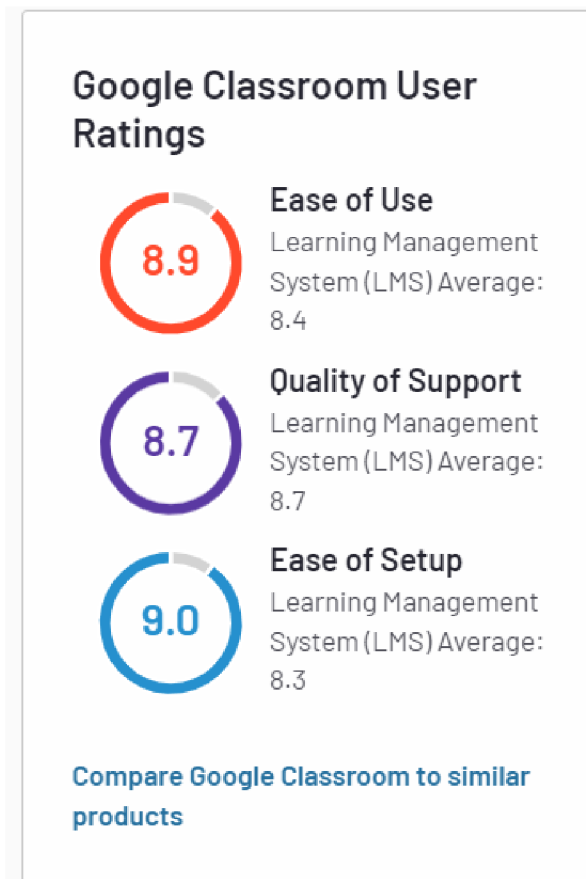 Google Classroom User
Ratings
8.9
Ease of Use
Learning Management
System (LMS) Average:
8.4
8.7
Quality of Support
Learning Management
System (LMS) Average:
8.7
9.0
Ease of Setup
Learning Management
System (LMS) Average:
8.3
Compare Google Classroom to similar
products